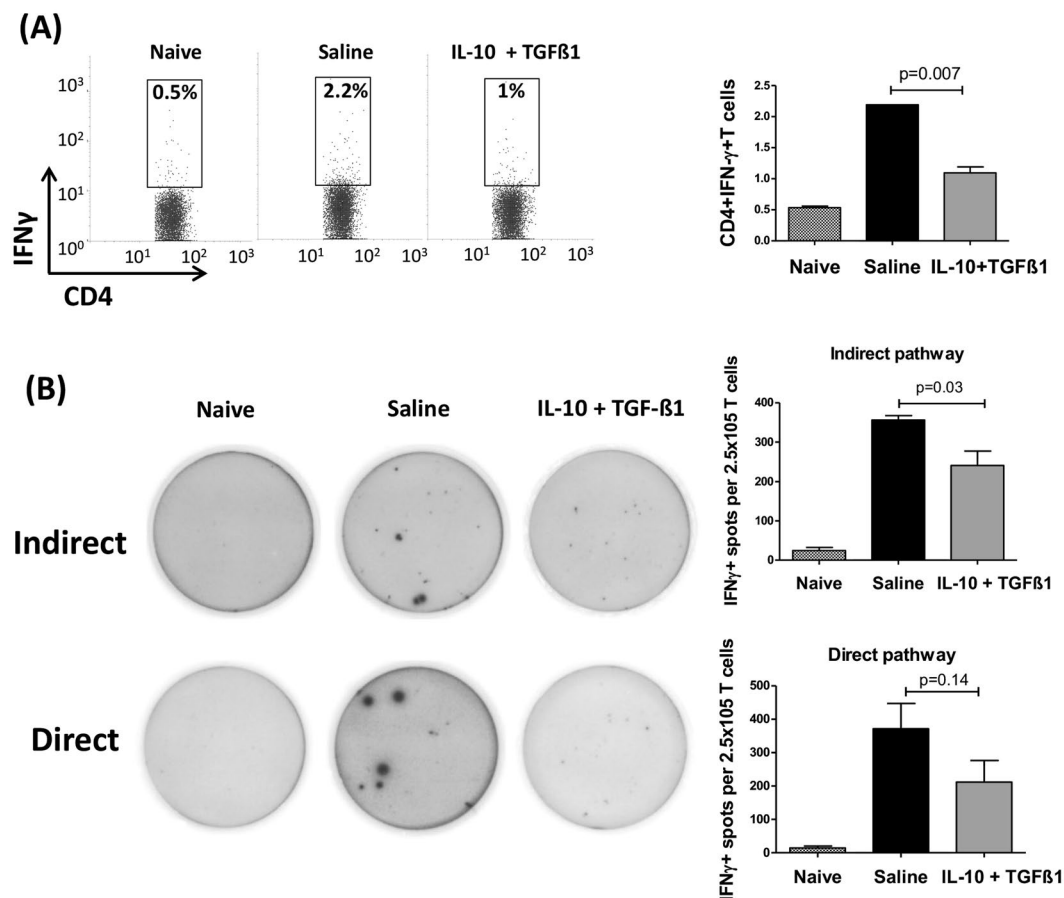 (A)
Naive Saline IL-10 + TGFß1
10³
10²
10¹
10⁰
IFNγ
0.5% 2.2% 1%
10¹ 10² 10³ 10¹ 10² 10³ 10¹ 10² 10³
CD4
p=0.007
CD4+IFN-γ+T cells
2.5
2.0
1.5
1.0
0.5
0.0
Naive Saline IL-10+TGFß1
(B)
Naive Saline IL-10 + TGF-ß1
Indirect
Direct
Indirect pathway
p=0.03
IFNγ+ spots per 2.5x105 T cells
400
300
200
100
0
Naive Saline IL-10 + TGFß1
Direct pathway
p=0.14
IFNγ+ spots per 2.5x105 T cells
500
400
300
200
100
0
Naive Saline IL-10 + TGFß1